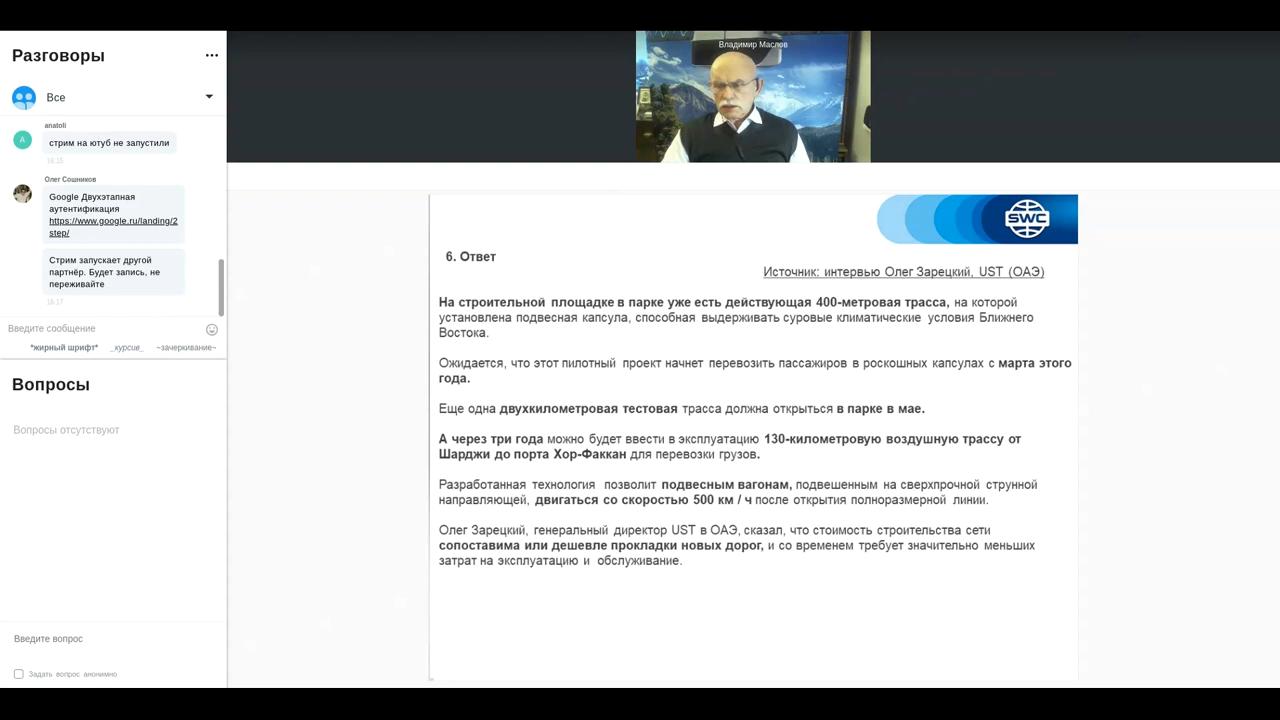 Разговоры
Все
anatoli
A
стрим на ютуб не запустили
16:15
Олег Сошников
Google Двухэтапная
аутентификация
https://www.google.ru/landing/2
step/
Стрим запускает другой
партнёр. Будет запись, не
переживайте
16:17
Введите сообщение
*жирный шрифт* _курсив_ ~зачеркивание~
Вопросы
Вопросы отсутствуют
Введите вопрос
Задать вопрос анонимно
Владимир Маслов
SWC
6. Ответ
Источник: интервью Олег Зарецкий, UST (ОАЭ)
На строительной площадке в парке уже есть действующая 400-метровая трасса, на которой
установлена подвесная капсула, способная выдерживать суровые климатические условия Ближнего
Востока.
Ожидается, что этот пилотный проект начнет перевозить пассажиров в роскошных капсулах с марта этого
года.
Еще одна двухкилометровая тестовая трасса должна открыться в парке в мае.
А через три года можно будет ввести в эксплуатацию 130-километровую воздушную трассу от
Шарджи до порта Хор-Факкан для перевозки грузов.
Разработанная технология позволит подвесным вагонам, подвешенным на сверхпрочной струнной
направляющей, двигаться со скоростью 500 км / ч после открытия полноразмерной линии.
Олег Зарецкий, генеральный директор UST в ОАЭ, сказал, что стоимость строительства сети
сопоставима или дешевле прокладки новых дорог, и со временем требует значительно меньших
затрат на эксплуатацию и обслуживание.